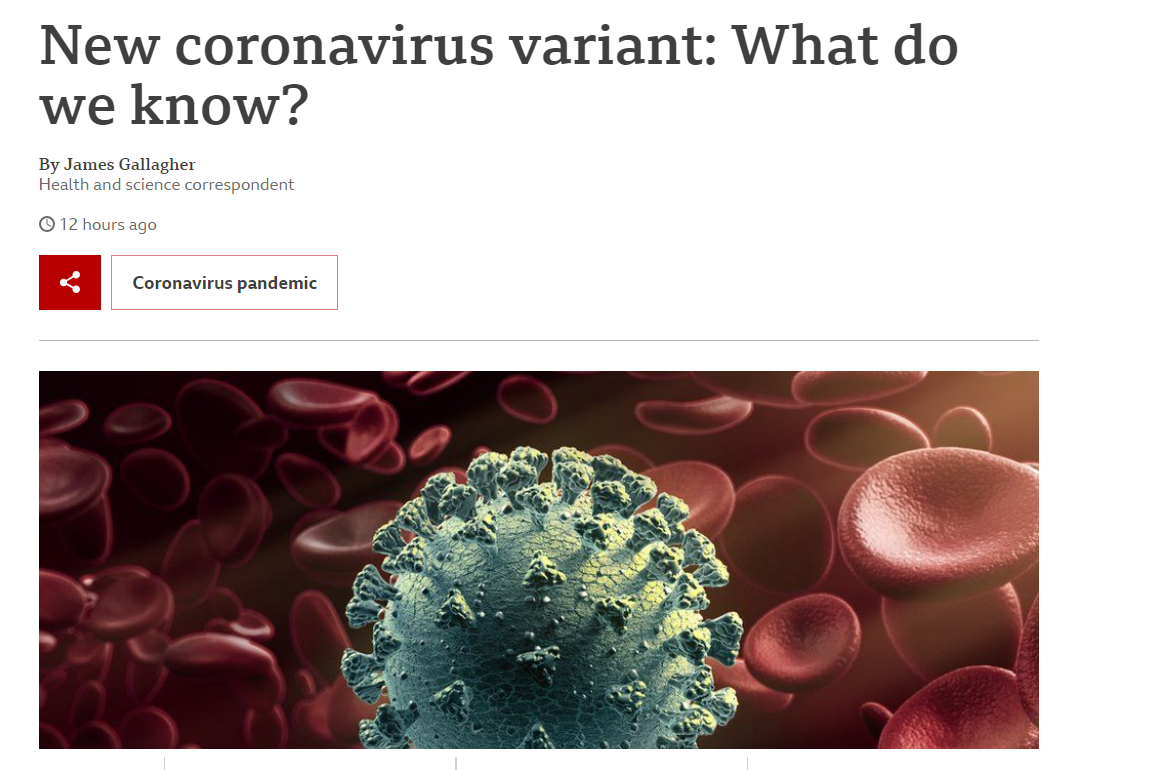 New coronavirus variant: What do
we know?
By James Gallagher
Health and science correspondent
12 hours ago
Coronavirus pandemic